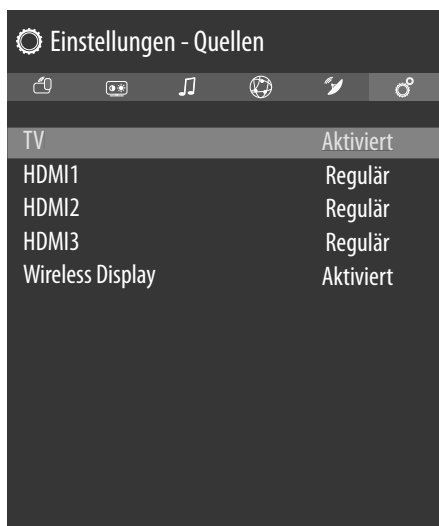 Einstellungen - Quellen
TV Aktiviert
HDMI1 Regulär
HDMI2 Regulär
HDMI3 Regulär
Wireless Display Aktiviert